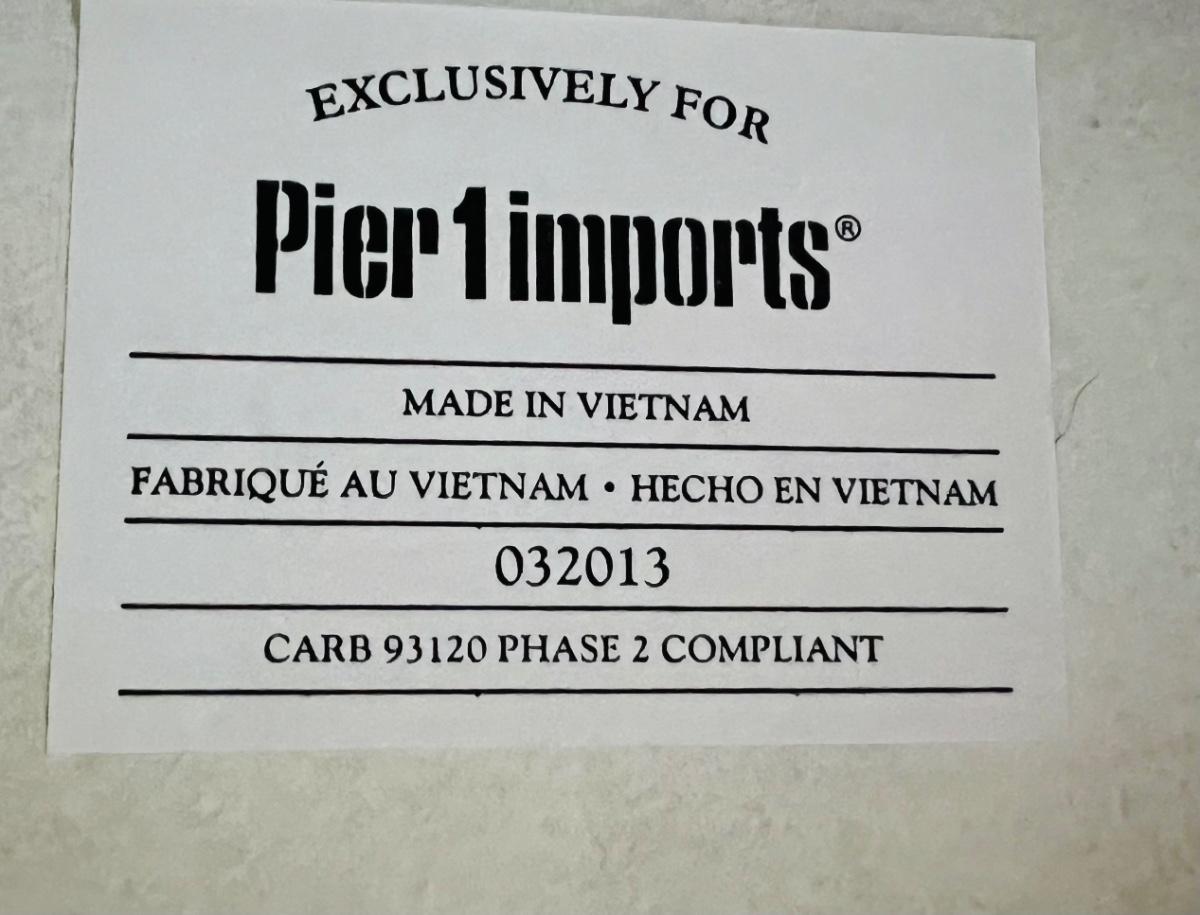 EXCLUSIVELY FOR
Pier 1 imports®
MADE IN VIETNAM
FABRIQUÉ AU VIETNAM • HECHO EN VIETNAM
032013
CARB 93120 PHASE 2 COMPLIANT